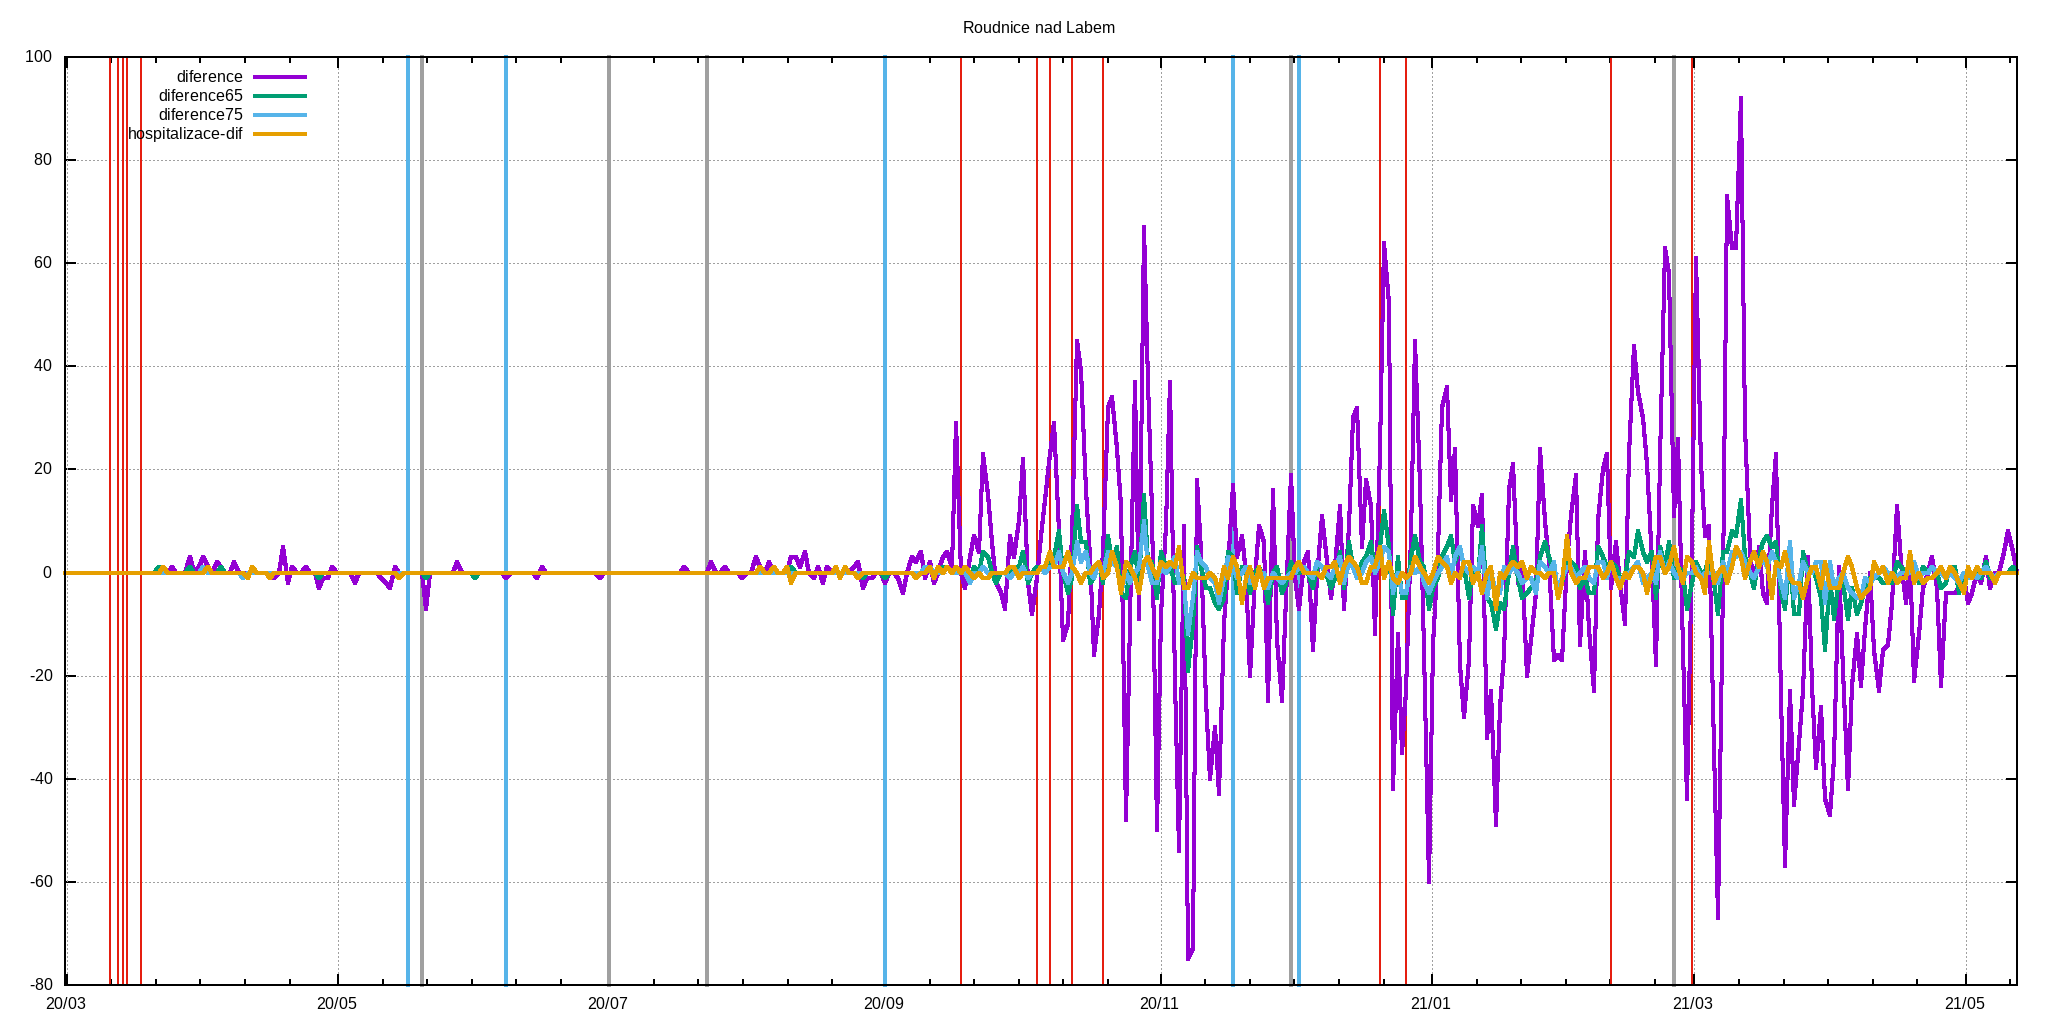 Roudnice nad Labem
diference
diference65
diference75
hospitalizace-dif
100
80
60
40
20
0
-20
-40
-60
-80
20/03 20/05 20/07 20/09 20/11 21/01 21/03 21/05